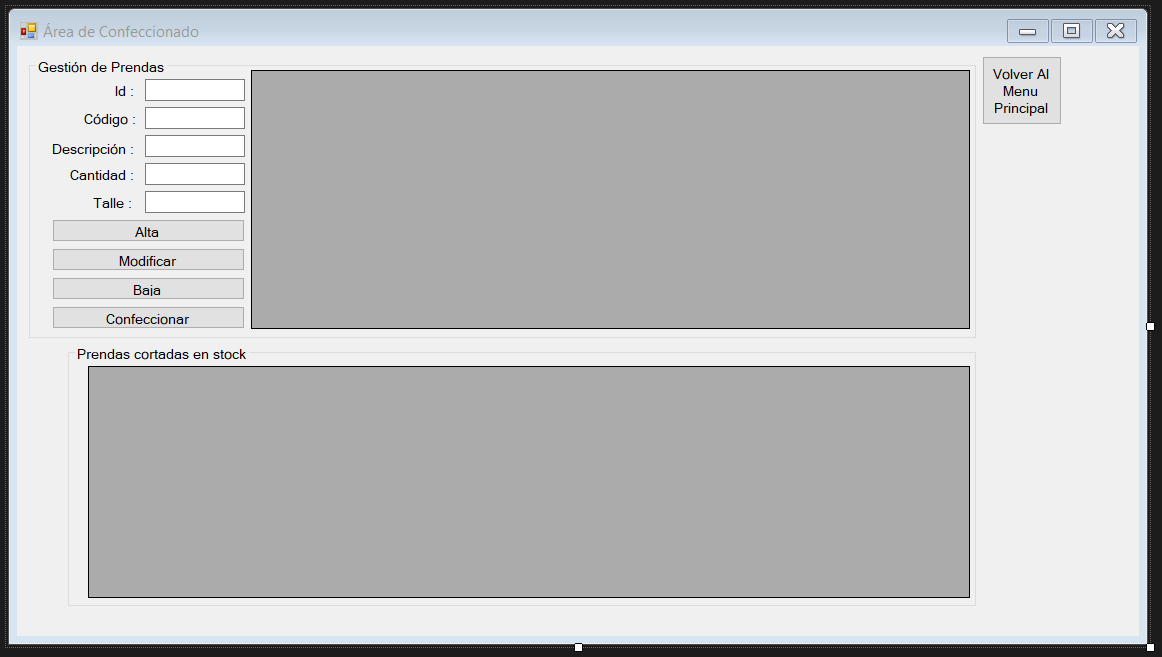 Área de Confeccionado
Gestión de Prendas
Id :
Código :
Descripción :
Cantidad :
Talle :
Alta
Modificar
Baja
Confeccionar
Volver Al
Menu
Principal
Prendas cortadas en stock